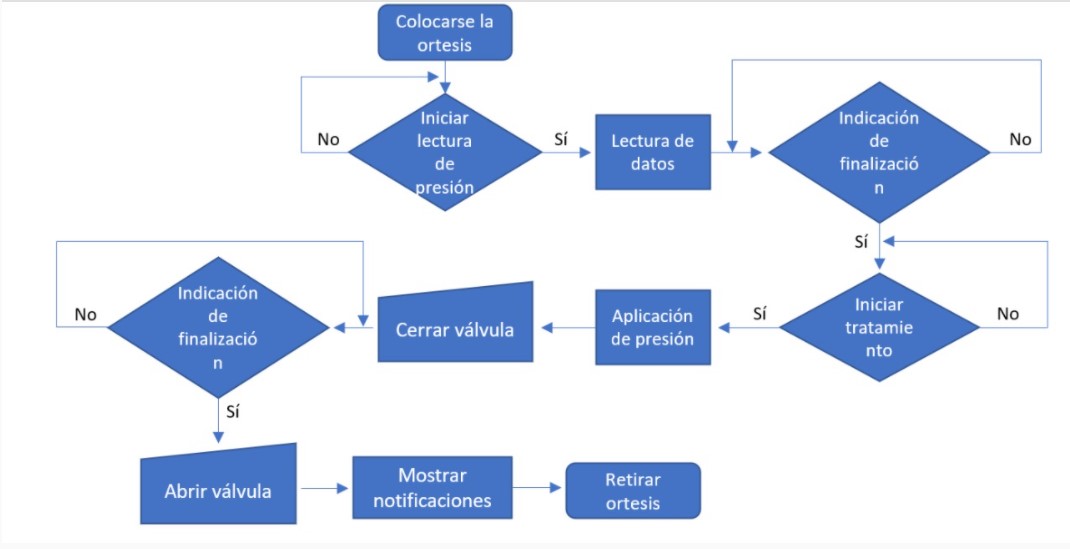 Colocarse la
ortesis
Iniciar
lectura
de
presión
No
Sí
Lectura de
datos
Indicación
de
finalizació
n
No
Sí
Iniciar
tratamie
nto
No
Sí
Aplicación
de presión
Cerrar válvula
Indicación
de
finalizació
n
No
Sí
Abrir válvula
Mostrar
notificaciones
Retirar
ortesis